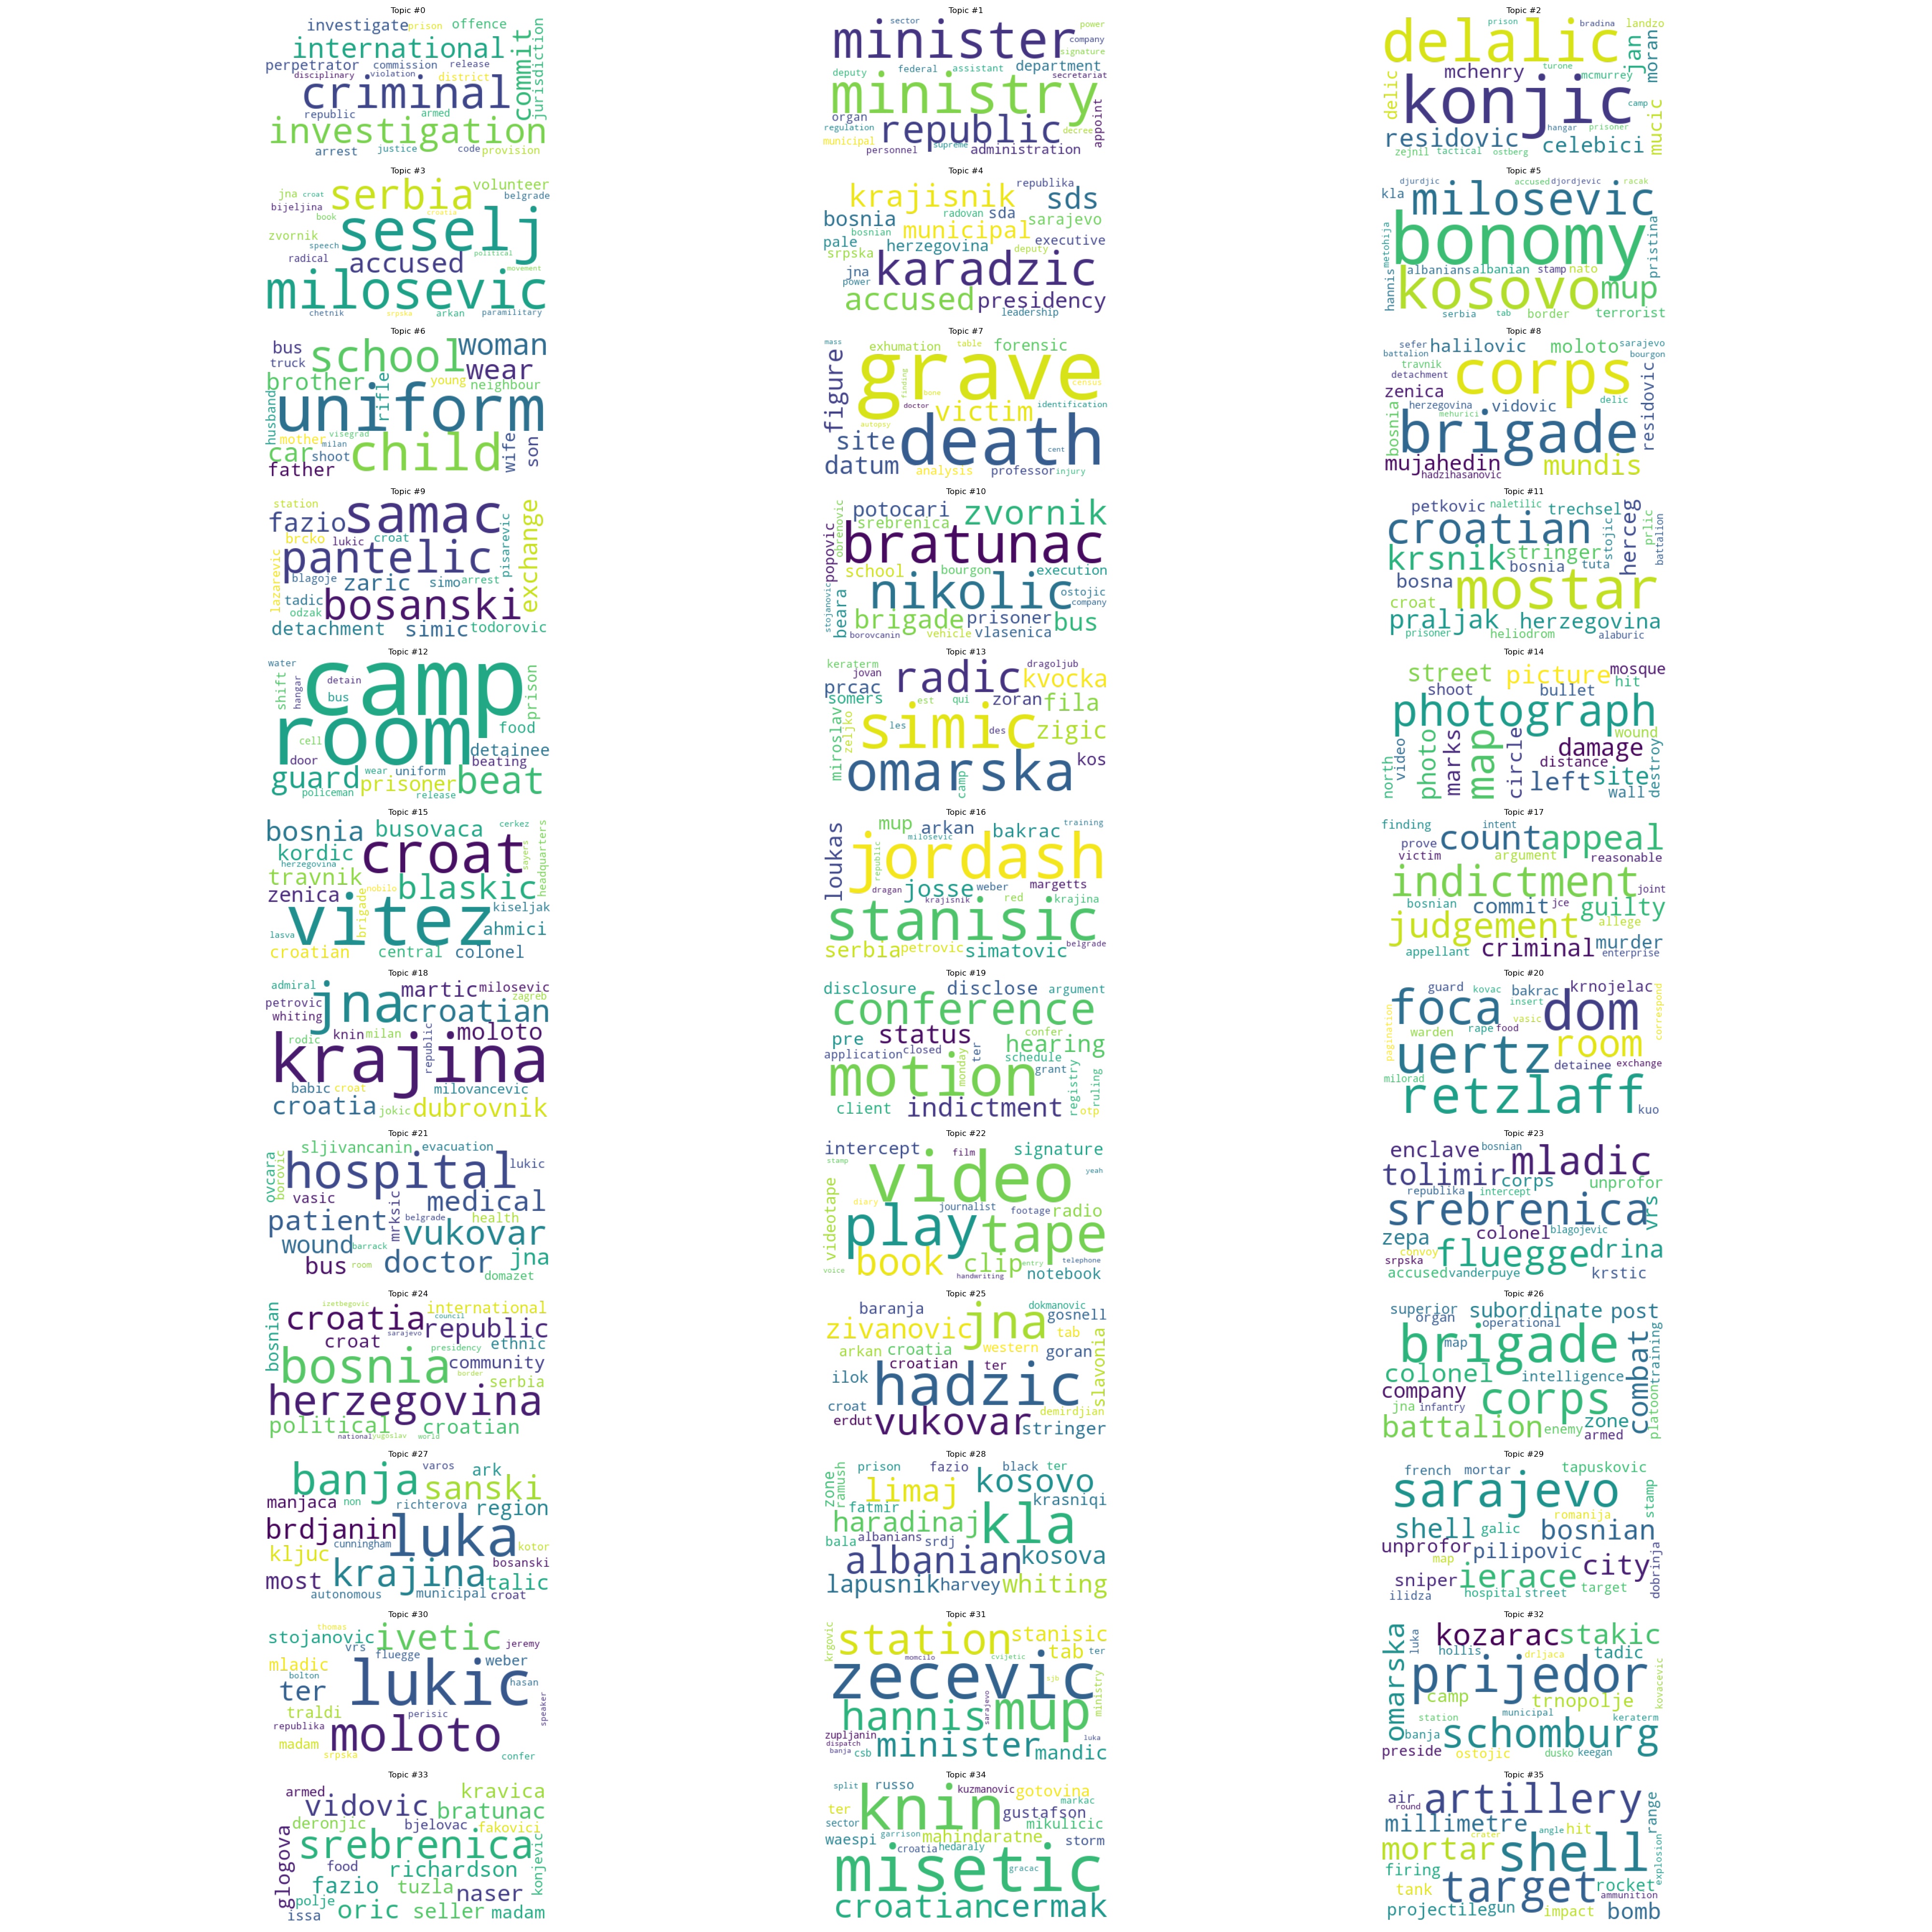 Topic #0
investigate prison offence
international commit
perpetrator commission release jurisdiction
disciplinary violation district
criminal
republic armed
investigation
arrest justice code provision
Topic #1
sector power
minister company
signature
deputy federal assistant department
secretariat
ministry
organ appoint
regulation republic decree
municipal supreme
personnel administration
Topic #2
prison bradina landzo
delalic jan moran
turone
mchenry mcmurrey
delic konjic camp mucic
hangar prisoner
residovic celebici
zejnil tactical ostberg
Topic #3
serbia volunteer
jna croat belgrade
bijeljina book croatia
seselj
zvornik speech
radical accused political
movement
milosevic
chetnik srpska arkan paramilitary
Topic #4
krajisnik republika sds
bosnia radovan sda sarajevo
bosnian municipal
pale herzegovina executive
srpska deputy
jna karadzic
power
accused presidency
leadership
Topic #5
djurdjic accused djordjevic racak
kla milosevic
metohija bonomy pristina
albanians albanian stamp nato
hannis kosovo mup
serbia tab border terrorist
Topic #6
bus school woman
truck wear
brother rifle young neighbour
husband uniform
mother visegrad
milan
car shoot child wife son
father
Topic #7
mass exhumation table forensic
figure grave
finding mone census
doctor victim identification
autopsy
site death
datum cent
analysis professor injury
Topic #8
sefer halilovic moloto sarajevo
battalion bourgon
travnik corps
detachment
zenica delic
herzegovina vidovic residovic
bosnia mehurici
brigade
mujahedin mundis
hadzihasanovic
Topic #9
station samac exchange
fazio
brcko lukic croat pisarevic
pantelic
blagoje zaric simo arrest
lazarevic tadic bosanski
odzak
detachment simic todorovic
Topic #10
potocari zvornik
popovic obrenovic srebrenica
bratunac
school bourgon execution
nikolic ostojic
company
stojanovic beara brigade prisoner bus
borovcanin vehicle vlasenica
Topic #11
petkovic naletilic trechsel
croatian herceg prlic
krsnik stringer stojic battalion
bosnia tuta
bosna mostar
croat
praljak herzegovina
prisoner heliodrom alaburic
Topic #12
water camp
shift hangar detain prison
bus
room food
cell detainee
door beating
guard wear uniform beat
prisoner
policeman release
Topic #13
keraterm dragoljub
jovan radic kvocka
prcac
somers est qui zoran fila
miroslav zeljko simic zigic
les des
omarska kos
camp
Topic #14
street picture mosque
shoot bullet hit
photograph
wound
north video photo marks map circle damage
distance
left site
wall destroy
Topic #15
bosnia busovaca cerkez
kordic croat
herzegovina sayers headquarters
travnik blaskic
zenica nobilo
vitez kiseljak
brigade
lasva ahmici
croatian central colonel
Topic #16
mup arkan bakrac training
loukas milosevic
jordash
republic
dragan josse weber margetts
krajisnik red krajina
stanisic
serbia petrovic simatovic belgrade
Topic #17
finding intent
prove count appeal
victim argument reasonable
indictment joint
bosnian commit jce guilty
judgement allege
criminal murder
appellant enterprise
Topic #18
admiral martic milosevic
petrovic jna zagreb
whiting croatian
rodic knin milan moloto
krajina republic
babic croat milovancevic
croatia jokic dubrovnik
Topic #19
disclosure disclose argument
conference
pre status confer hearing
application closed ter schedule
motion monday grant registry ruling
client indictment otp
Topic #20
guard kovac bakrac krnojelac
foca insert dom
pagination warden rape food vasic correspond
uertz room
detainee exchange
milorad retzlaff kuo
Topic #21
sljivancanin evacuation
ovcara borovic hospital lukic
vasic medical
patient mrksic belgrade health
wound barrack vukovar
bus room doctor jna
domazet
Topic #22
intercept film signature
stamp video yeah
videotape diary journalist footage radio
play tape
book clip entry telephone
voice handwriting notebook
Topic #23
enclave bosnian mladic
tolimir corps
republika intercept unprofor
srebrenica vrs
zepa colonel blagojevic
convoy fluegge drina
srpska
accused vanderpuye krstic
Topic #24
izetbegovic international
croatia council
bosnian croat sarajevo republic
presidency ethnic
bosnia community
border serbia
herzegovina
political croatian
national yugoslav world
Topic #25
baranja dokmanovic
zivanovic jna gosnell
tab
arkan croatia western goran slavonia
croatian ter
ilok hadzic
croat demirdjian
erdut vukovar stringer
Topic #26
superior subordinate post
organ operational
brigade combat
map
colonel intelligence platoon training
company corps
jna infantry zone
battalion enemy armed
Topic #27
banja varos ark
sanski
manjaca non richterova region
brdjanin luka
cunningham
kljuc kotor
krajina bosanski
most talic
autonomous municipal croat
Topic #28
prison fazio black ter
zone ramush limaj kosovo
fatmir krasniqi
haradinaj kla
bala albanians srdj
albanian kosova
lapusnik harvey whiting
Topic #29
french mortar tapuskovic
sarajevo stamp
romanija
shell galic bosnian
unprofor pilipovic
map city dobrinja
sniper ierace
ilidza hospital street target
Topic #30
thomas
stojanovic ivetic jeremy
vrs fluegge
mladic weber
bolton lukic hasan
ter
traldi perisic speaker
republika moloto
madam srpska confer
Topic #31
krgovic station stanisic
momcilo cvijetic tab ter
zecevic
sjb ministry
hannis mup
sarajevo
zupljanin luka
dispatch minister mandic
banja csb
Topic #32
omarska luka kozarac stakic
hollis drljaca tadic
prijedor kovacevic
camp trnopolje
station municipal keraterm
banja schomburg
preside ostojic dusko keegan
Topic #33
armed kravica
vidovic bratunac
deronjic bjelovac fakovici
glogova srebrenica
konjevic
food richardson
fazio tuzla naser
polje
issa oric seller madam
Topic #34
split russo kuzmanovic gotovina
knin markac
ter gustafson
sector mikulicic
waespi garrison mahindaratne storm
croatia hedaraly
misetic
gracac
croatian cermak
Topic #35
air artillery range
round
millimetre angle hit
crater
mortar shell explosion
firing
tank target rocket
ammunition
projectile gun impact bomb